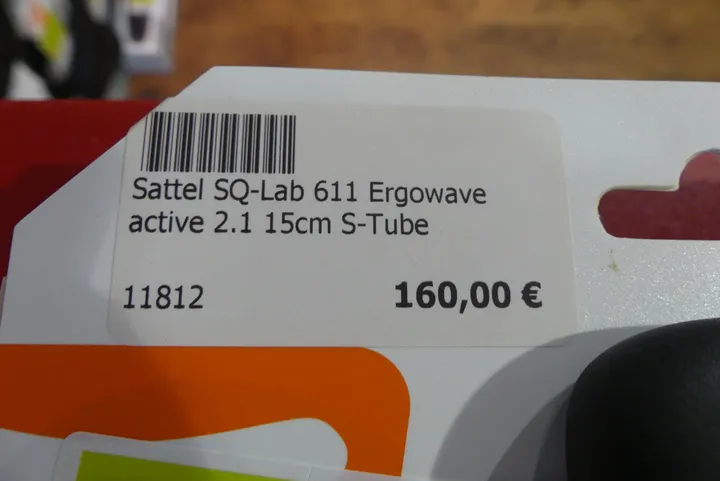 Sattel SQ-Lab 611 Ergowave
active 2.1 15cm S-Tube
11812 160,00 €